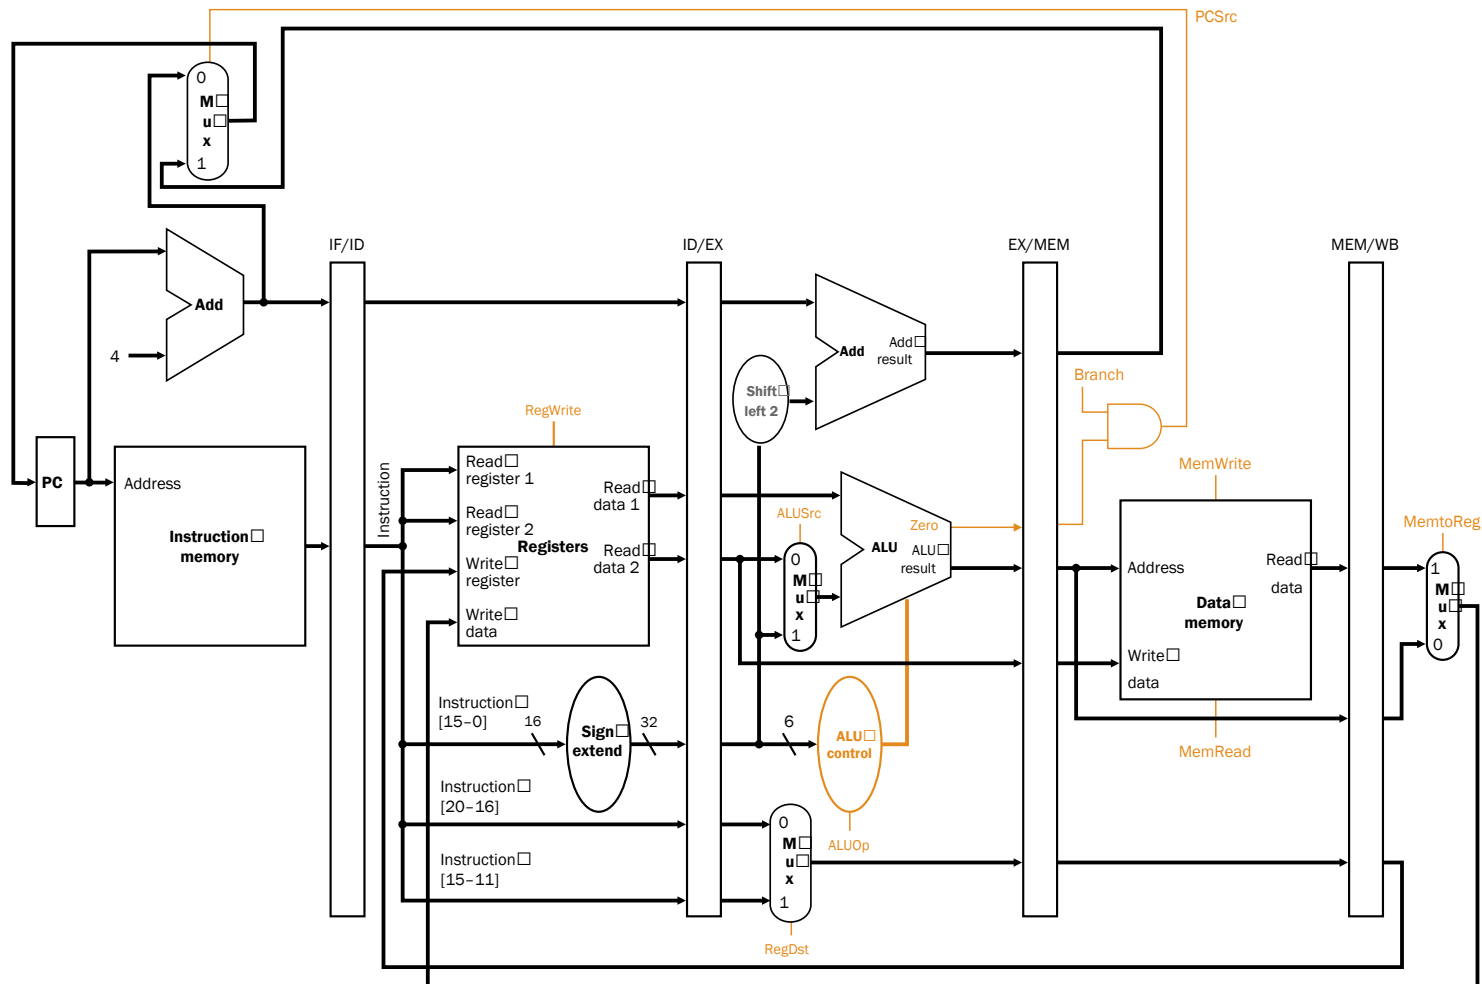 PCSrc
0
M
u
x
1
IF/ID
ID/EX
EX/MEM
MEM/WB
Add
4
Add
Add
result
Shift
left 2
Branch
RegWrite
PC
Address
Instruction
memory
Instruction
Read
register 1
Read
register 2
Write
register
Write
data
Registers
Read
data 1
Read
data 2
ALUSrc
0
M
u
x
1
Zero
ALU
ALU
result
MemWrite
Address
Read
data
Data
memory
Write
data
MemRead
MemtoReg
1
M
u
x
0
Instruction
[15–0]
16
Sign
extend
32
6
ALU
control
ALUOp
Instruction
[20–16]
Instruction
[15–11]
0
M
u
x
1
RegDst